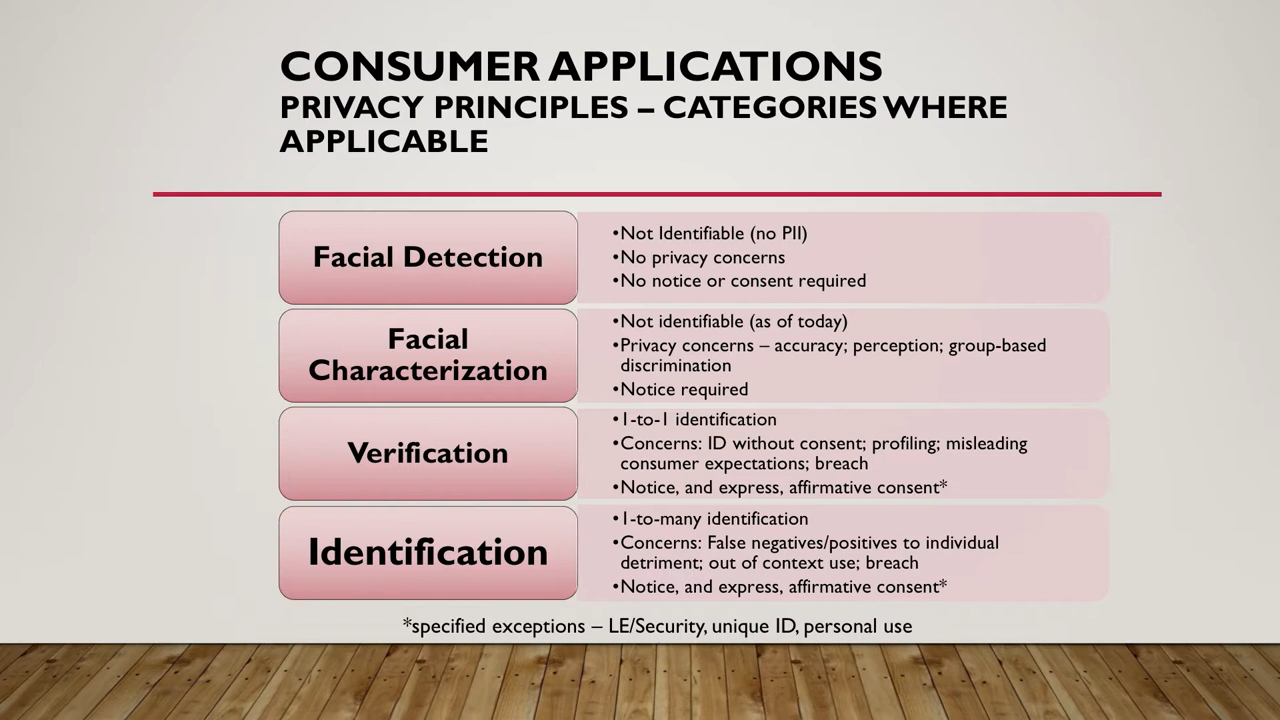 CONSUMER APPLICATIONS
PRIVACY PRINCIPLES – CATEGORIES WHERE
APPLICABLE
Facial Detection
•Not Identifiable (no PII)
•No privacy concerns
•No notice or consent required
Facial
Characterization
•Not identifiable (as of today)
•Privacy concerns – accuracy; perception; group-based
discrimination
•Notice required
Verification
•1-to-1 identification
•Concerns: ID without consent; profiling; misleading
consumer expectations; breach
•Notice, and express, affirmative consent*
Identification
•1-to-many identification
•Concerns: False negatives/positives to individual
detriment; out of context use; breach
•Notice, and express, affirmative consent*
*specified exceptions – LE/Security, unique ID, personal use